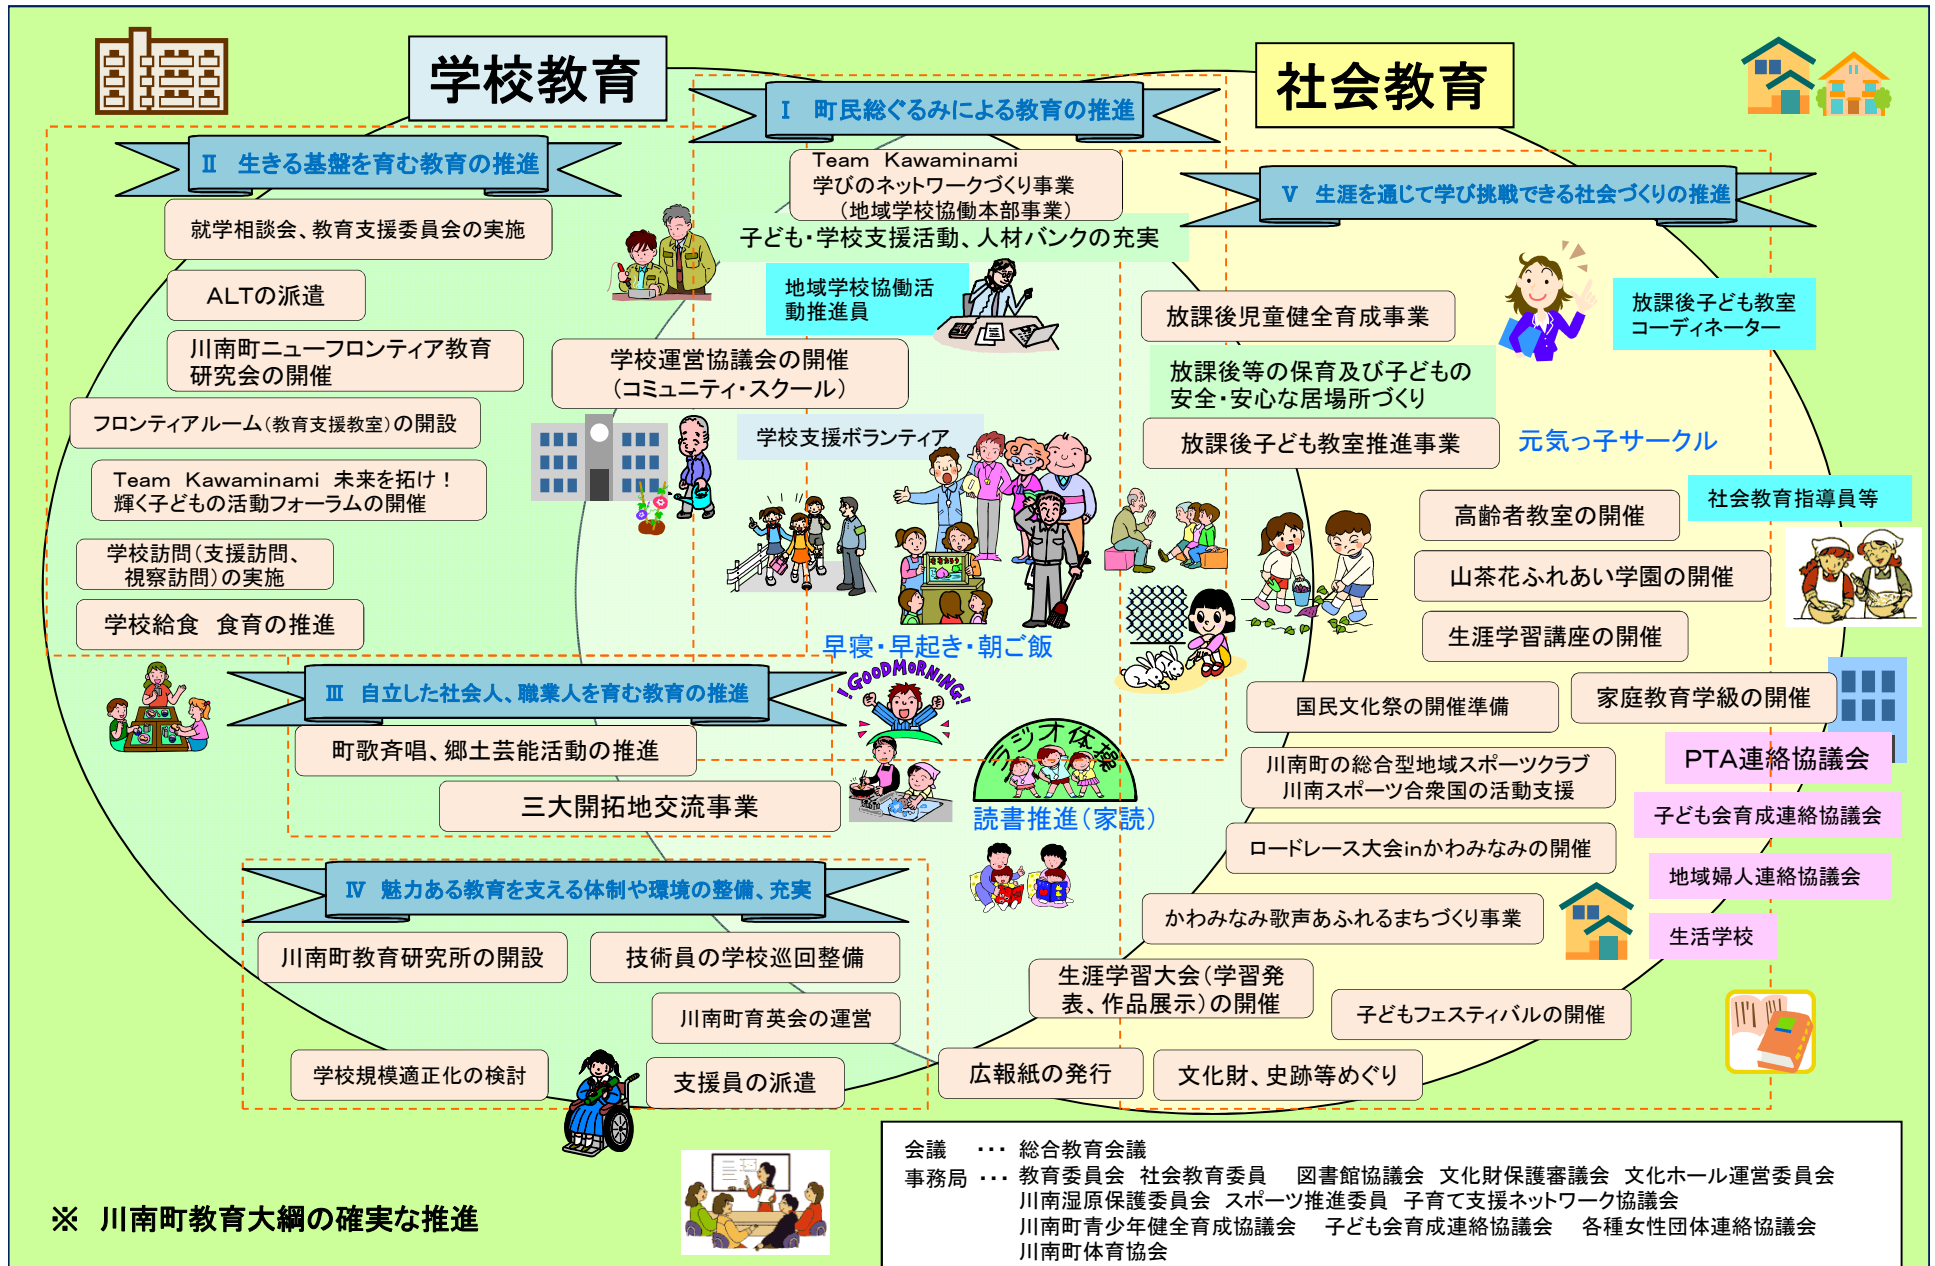 学校教育
社会教育
Ⅰ 町民総ぐるみによる教育の推進
Team Kawaminami
学びのネットワークづくり事業
(地域学校協働本部事業)
子ども・学校支援活動、人材バンクの充実
地域学校協働活
動推進員
学校運営協議会の開催
(コミュニティ・スクール)
学校支援ボランティア
早寝・早起き・朝ご飯
!GOODMORNING!
ラジオ体操
読書推進(家読)
Ⅱ 生きる基盤を育む教育の推進
就学相談会、教育支援委員会の実施
ALTの派遣
川南町ニューフロンティア教育
研究会の開催
フロンティアルーム(教育支援教室)の開設
Team Kawaminami 未来を拓け!
輝く子どもの活動フォーラムの開催
学校訪問(支援訪問、
視察訪問)の実施
学校給食 食育の推進
Ⅲ 自立した社会人、職業人を育む教育の推進
町歌斉唱、郷土芸能活動の推進
三大開拓地交流事業
Ⅳ 魅力ある教育を支える体制や環境の整備、充実
川南町教育研究所の開設
技術員の学校巡回整備
川南町育英会の運営
学校規模適正化の検討
支援員の派遣
Ⅴ 生涯を通じて学び挑戦できる社会づくりの推進
放課後児童健全育成事業
放課後子ども教室
コーディネーター
放課後等の保育及び子どもの
安全・安心な居場所づくり
放課後子ども教室推進事業
元気っ子サークル
社会教育指導員等
高齢者教室の開催
山茶花ふれあい学園の開催
生涯学習講座の開催
国民文化祭の開催準備
家庭教育学級の開催
川南町の総合型地域スポーツクラブ
川南スポーツ合衆国の活動支援
PTA連絡協議会
子ども会育成連絡協議会
ロードレース大会inかわみなみの開催
地域婦人連絡協議会
かわみなみ歌声あふれるまちづくり事業
生活学校
生涯学習大会(学習発
表、作品展示)の開催
子どもフェスティバルの開催
広報紙の発行
文化財、史跡等めぐり
会議 ・・・ 総合教育会議
事務局 ・・・ 教育委員会 社会教育委員 図書館協議会 文化財保護審議会 文化ホール運営委員会
川南湿原保護委員会 スポーツ推進委員 子育て支援ネットワーク協議会
川南町青少年健全育成協議会 子ども会育成連絡協議会 各種女性団体連絡協議会
川南町体育協会
※ 川南町教育大綱の確実な推進